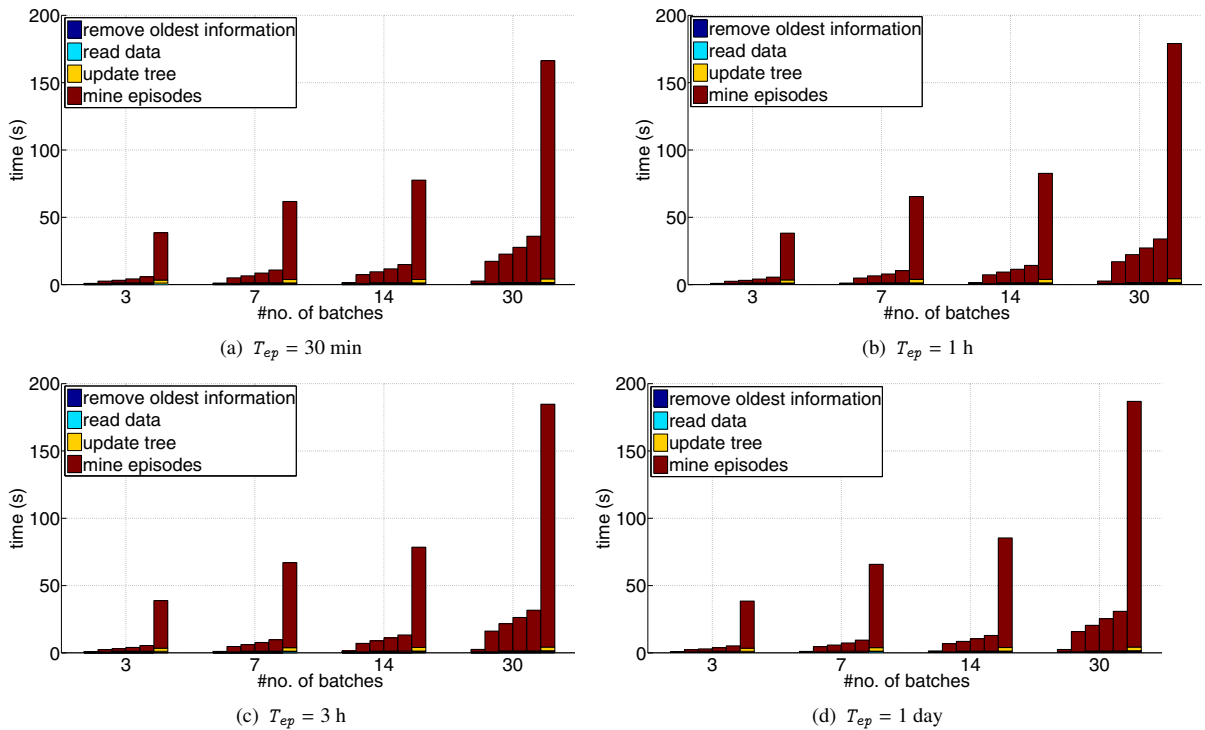 200
150
100
50
0
time (s)
remove oldest information
read data
update tree
mine episodes
3 7 14 30
#no. of batches
(a) T_ep = 30 min
200
150
100
50
0
time (s)
remove oldest information
read data
update tree
mine episodes
3 7 14 30
#no. of batches
(b) T_ep = 1 h
200
150
100
50
0
time (s)
remove oldest information
read data
update tree
mine episodes
3 7 14 30
#no. of batches
(c) T_ep = 3 h
200
150
100
50
0
time (s)
remove oldest information
read data
update tree
mine episodes
3 7 14 30
#no. of batches
(d) T_ep = 1 day